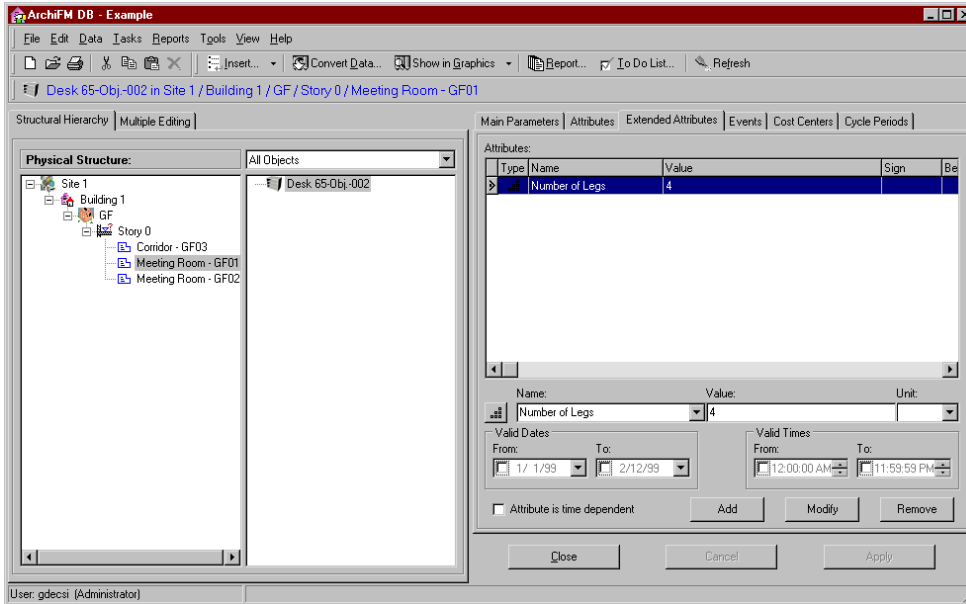 ArchiFM DB - Example
File Edit Data Tasks Reports Tools View Help
Insert... Convert Data... Show in Graphics Report... To Do List... Refresh
Desk 65-Obj.-002 in Site 1 / Building 1 / GF / Story 0 / Meeting Room - GF01
Structural Hierarchy Multiple Editing
Physical Structure: All Objects
Site 1
Building 1
GF
Story 0
Corridor - GF03
Meeting Room - GF01
Meeting Room - GF02
Desk 65-Obj.-002
Main Parameters Attributes Extended Attributes Events Cost Centers Cycle Periods
Attributes:
Type Name Value Sign Be
Number of Legs 4
Name: Value: Unit:
Number of Legs 4
Valid Dates Valid Times
From: To: From: To:
1/ 1/99 2/12/99 12:00:00 AM 11:59:59 PM
Attribute is time dependent Add Modify Remove
Close Cancel Apply
User: gdecsi (Administrator)